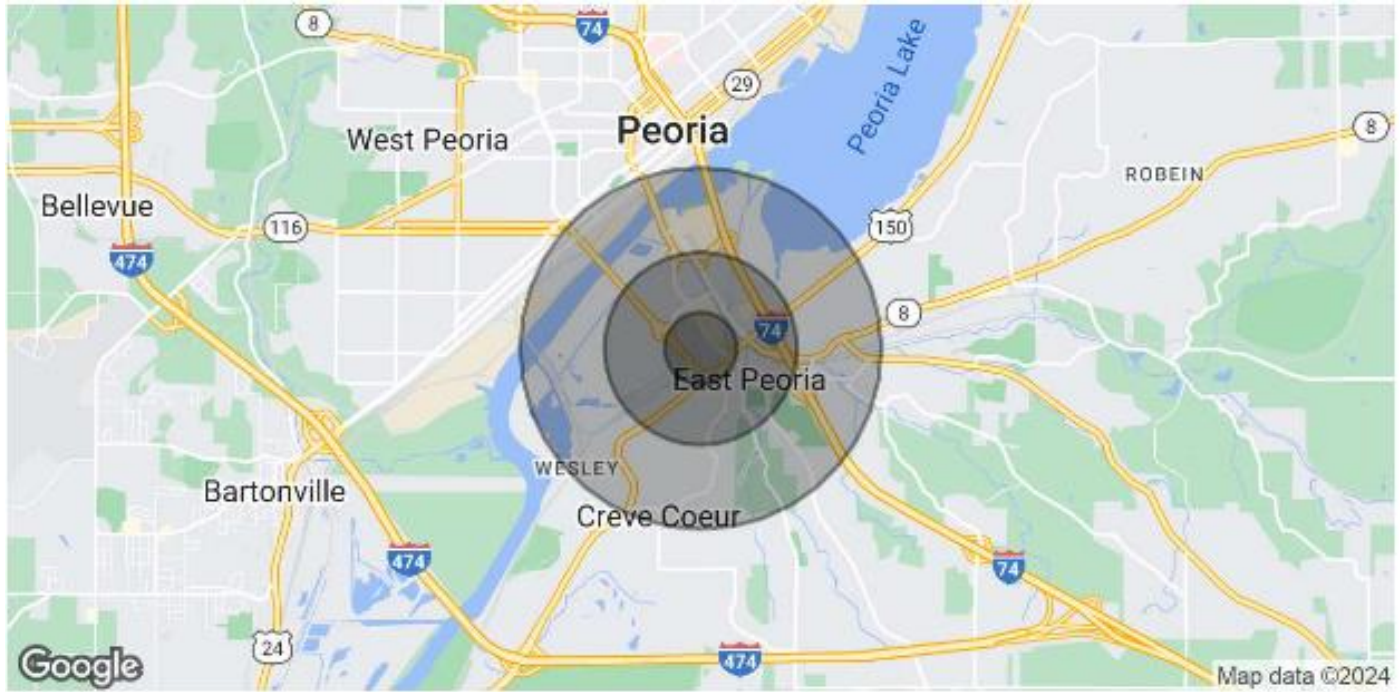 8
74
29
Peoria Lake
Peoria
West Peoria
8
ROBEIN
Bellevue
116
150
474
8
74
East Peoria
WESLEY
Bartonville
Creve Coeur
474
74
24
474
Google
Map data ©2024